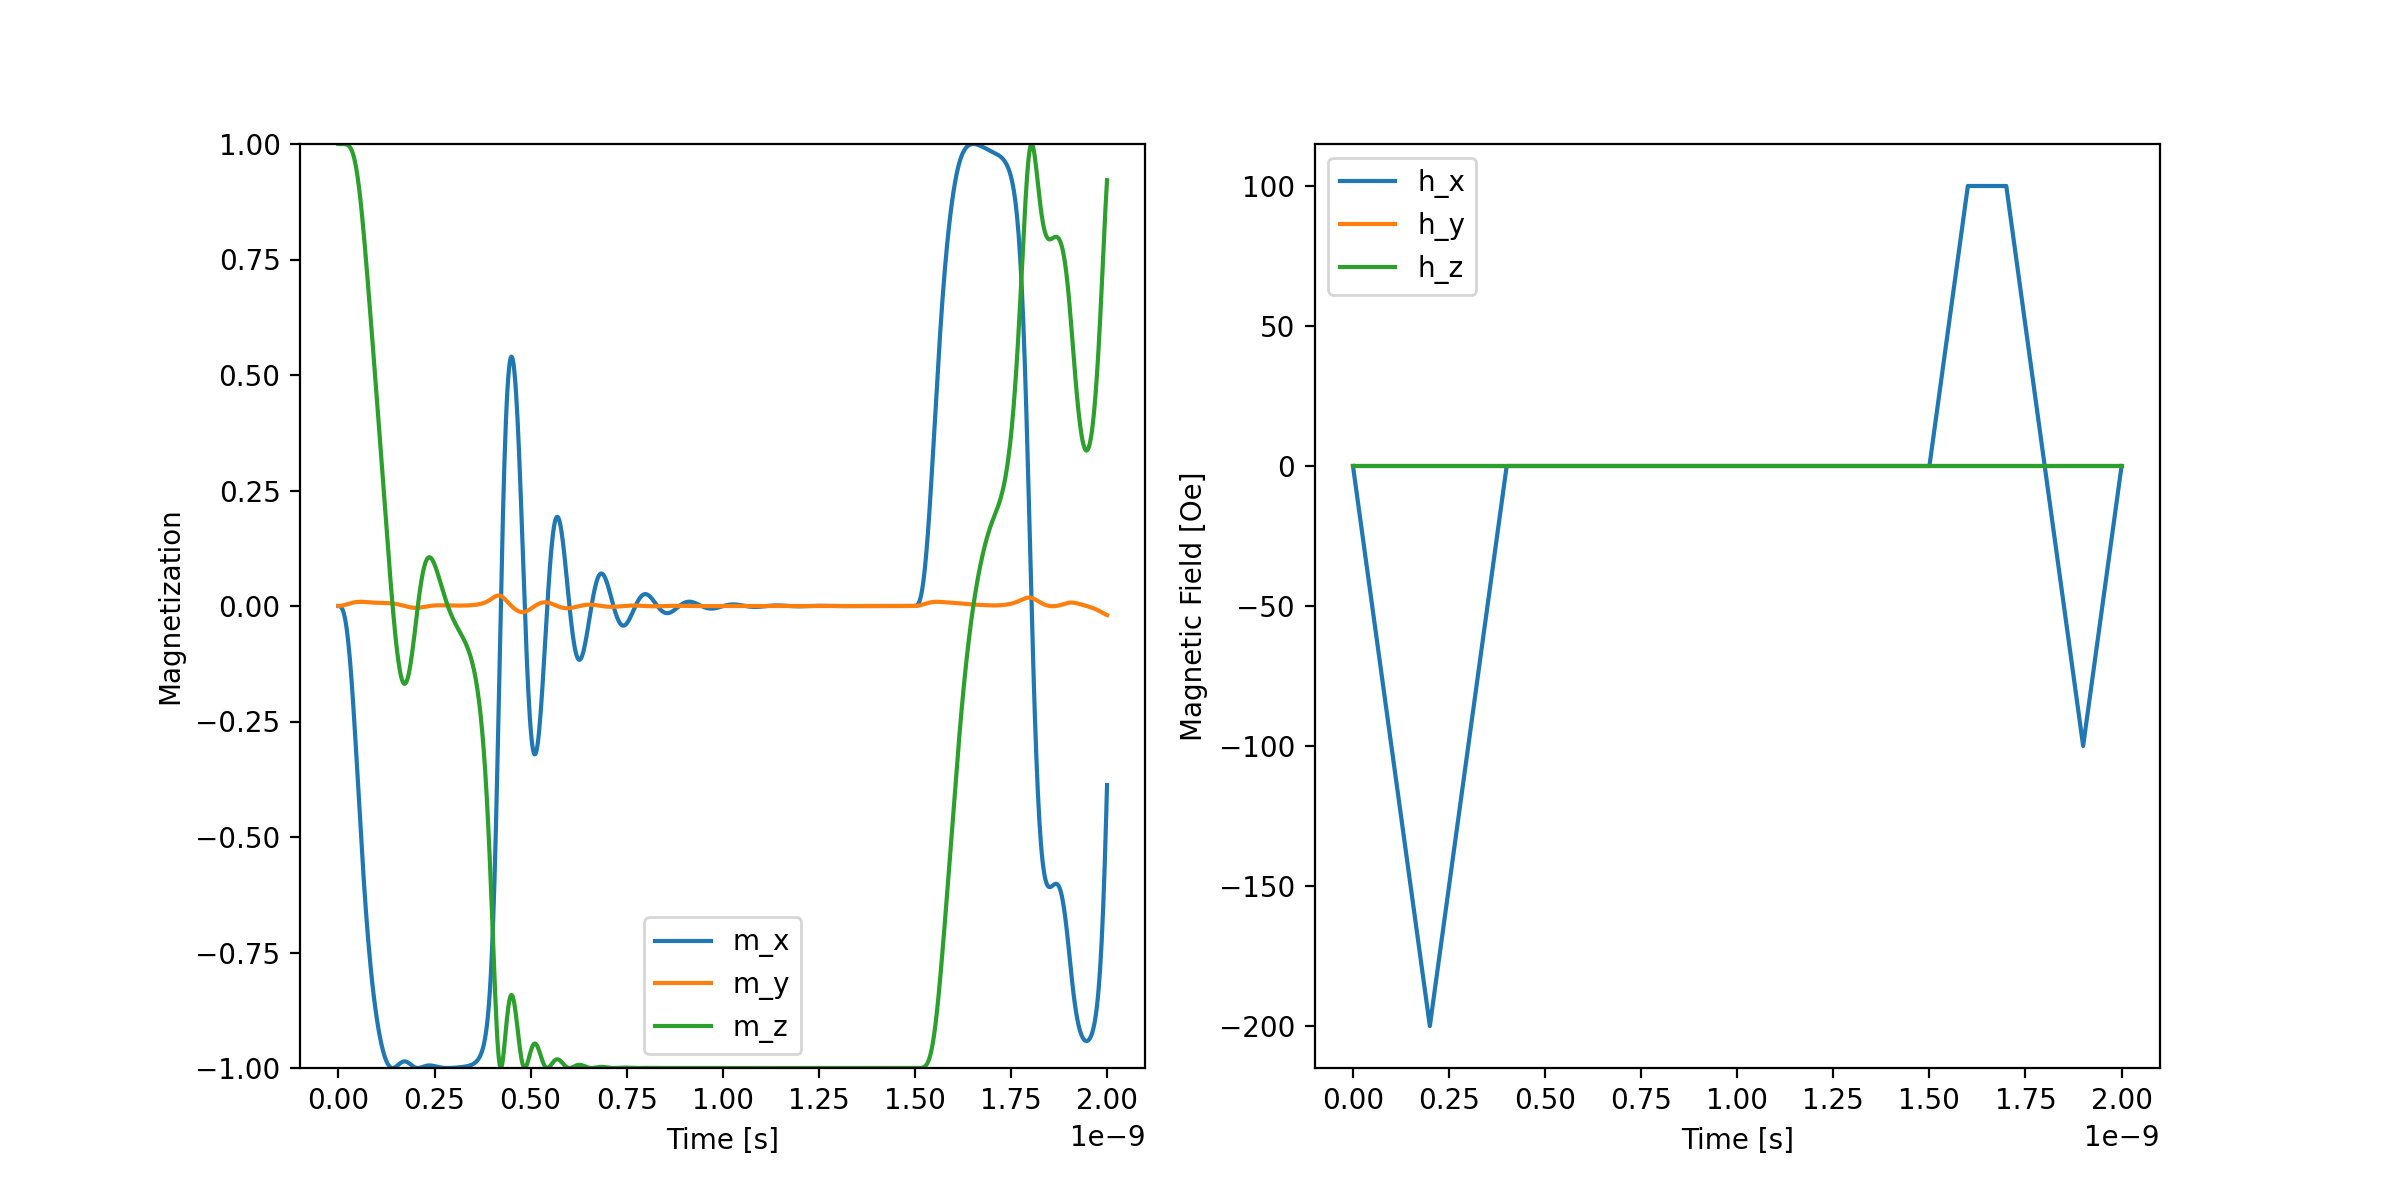 1.00
0.75
0.50
0.25
0.00
−0.25
−0.50
−0.75
−1.00
Magnetization
m_x
m_y
m_z
0.00 0.25 0.50 0.75 1.00 1.25 1.50 1.75 2.00
Time [s]
1e−9
100
50
0
−50
−100
−150
−200
Magnetic Field [Oe]
h_x
h_y
h_z
0.00 0.25 0.50 0.75 1.00 1.25 1.50 1.75 2.00
Time [s]
1e−9